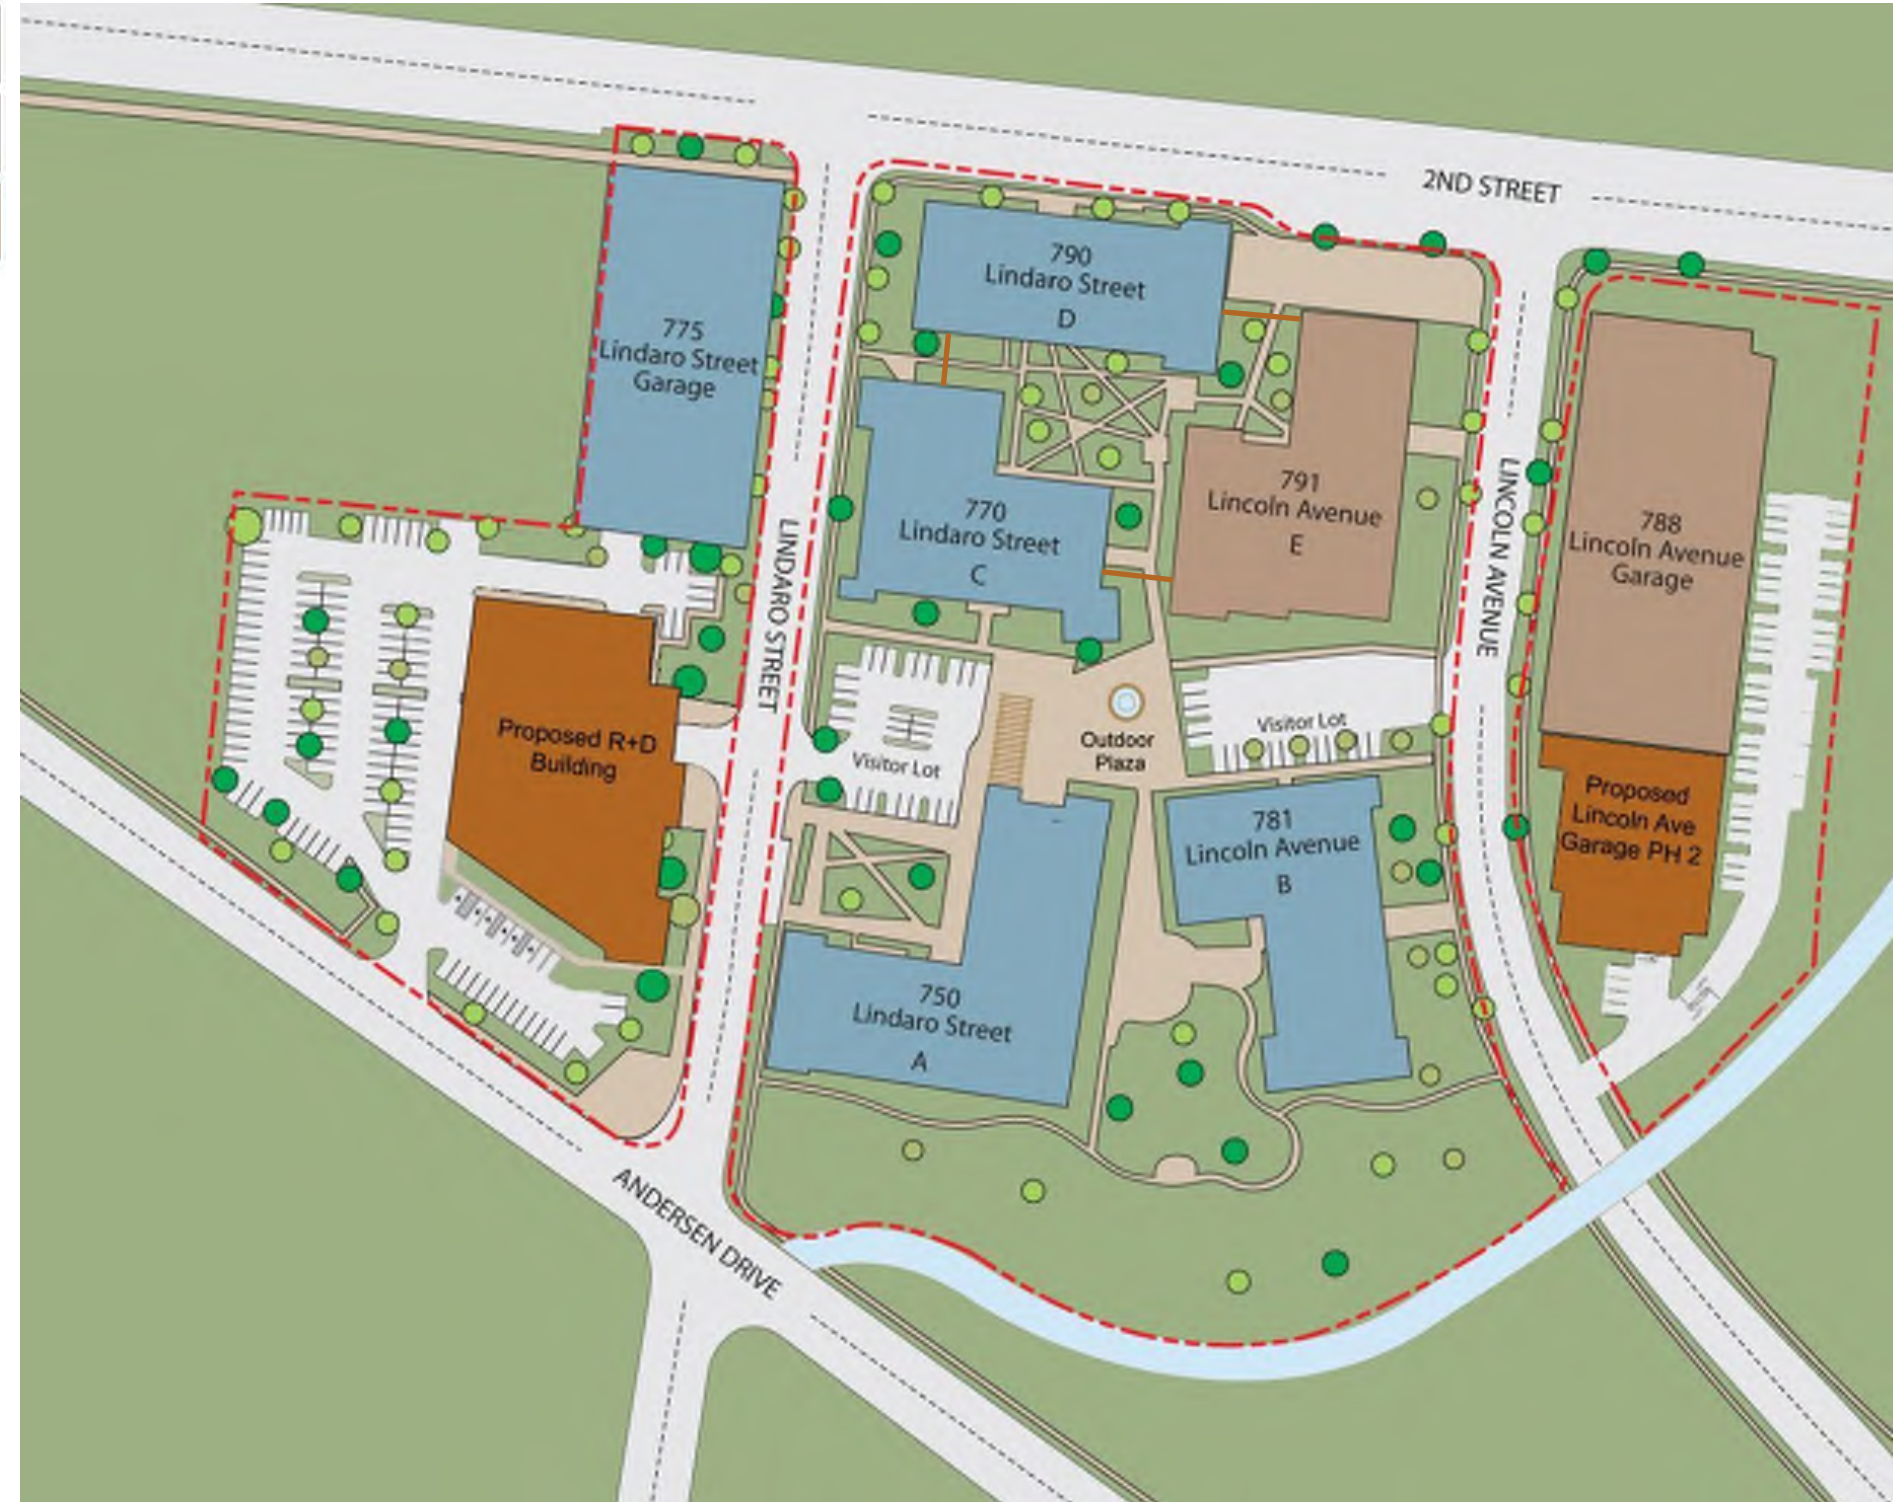 2ND STREET
790
Lindaro Street
D
775
Lindaro Street
Garage
791
Lincoln Avenue
E
770
Lindaro Street
C
788
Lincoln Avenue
Garage
LINDARO STREET
LINCOLN AVENUE
Proposed R+D
Building
Visitor Lot
Outdoor
Plaza
Visitor Lot
Proposed
Lincoln Ave
Garage PH 2
781
Lincoln Avenue
B
750
Lindaro Street
A
ANDERSEN DRIVE